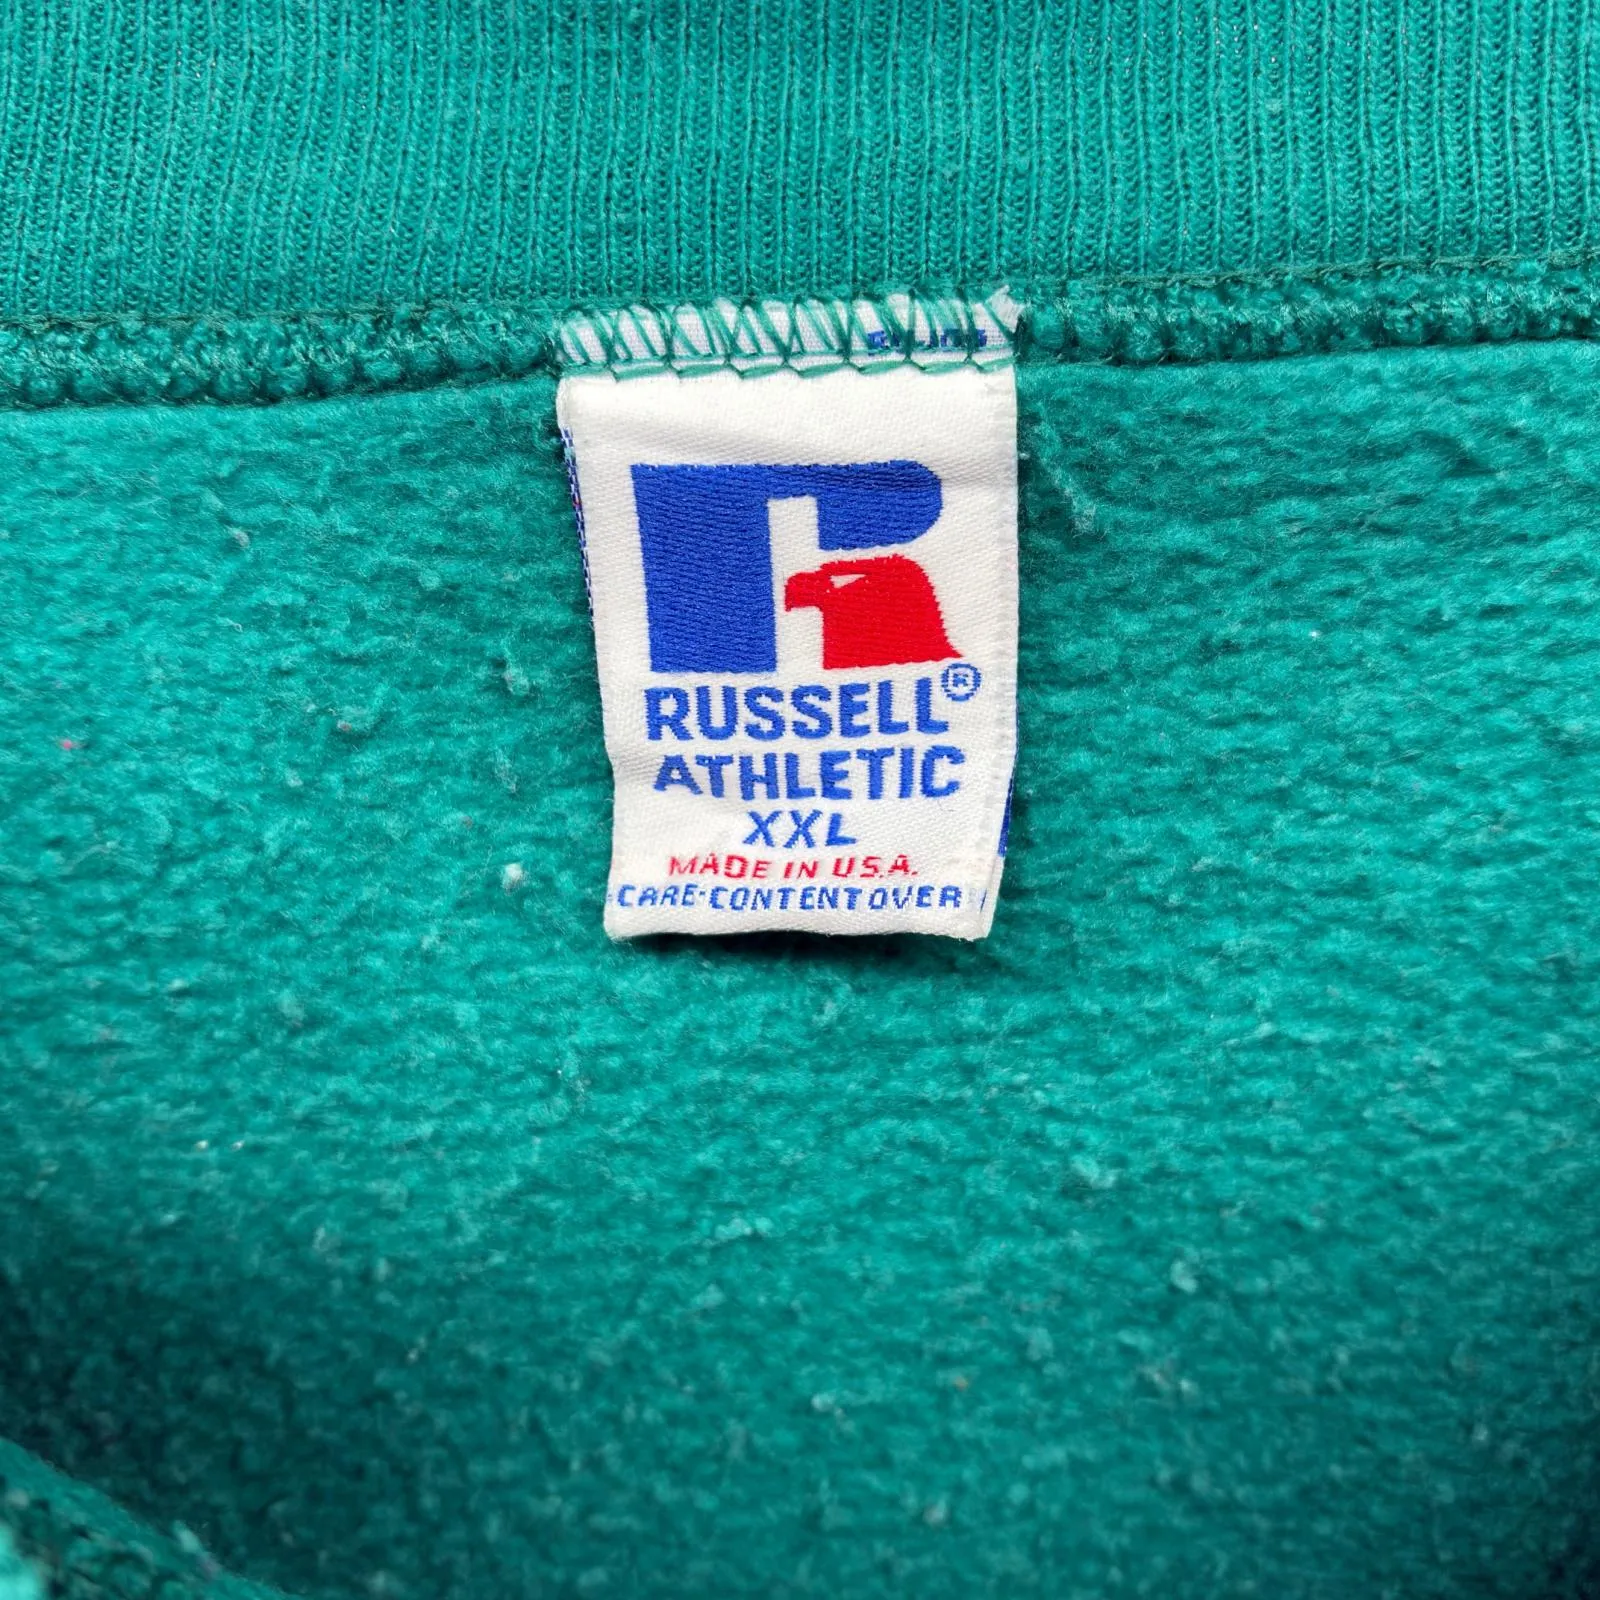 RUSSELL®
ATHLETIC
XXL
MADE IN U.S.A.
CARE-CONTENT OVER